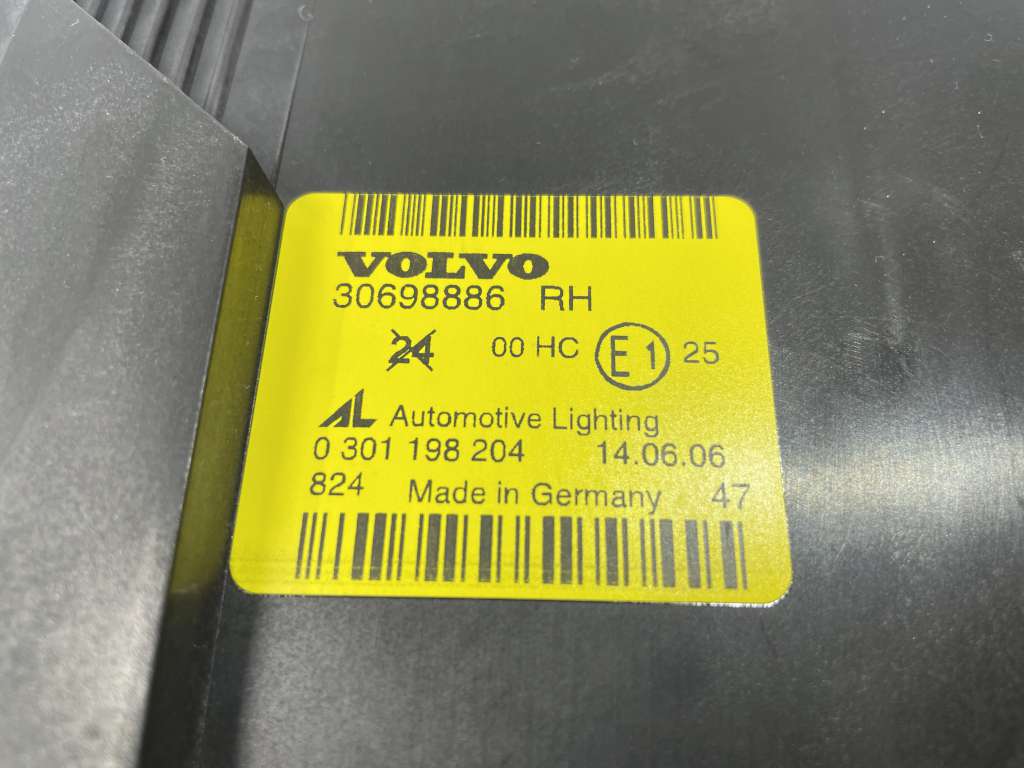 VOLVO
30698886 RH
24 00 HC E1 25
AL Automotive Lighting
0 301 198 204 14.06.06
824 Made in Germany 47